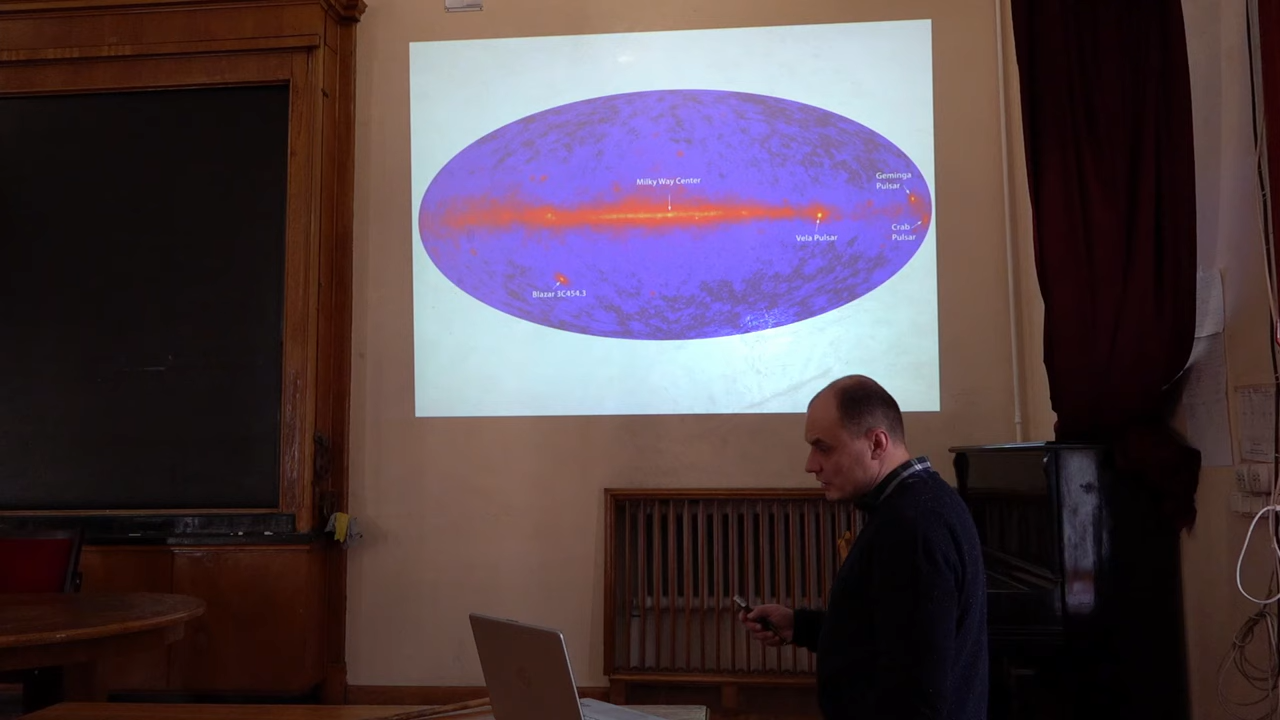 Milky Way Center
Geminga
Pulsar
Vela Pulsar
Crab
Pulsar
Blazar 3C454.3